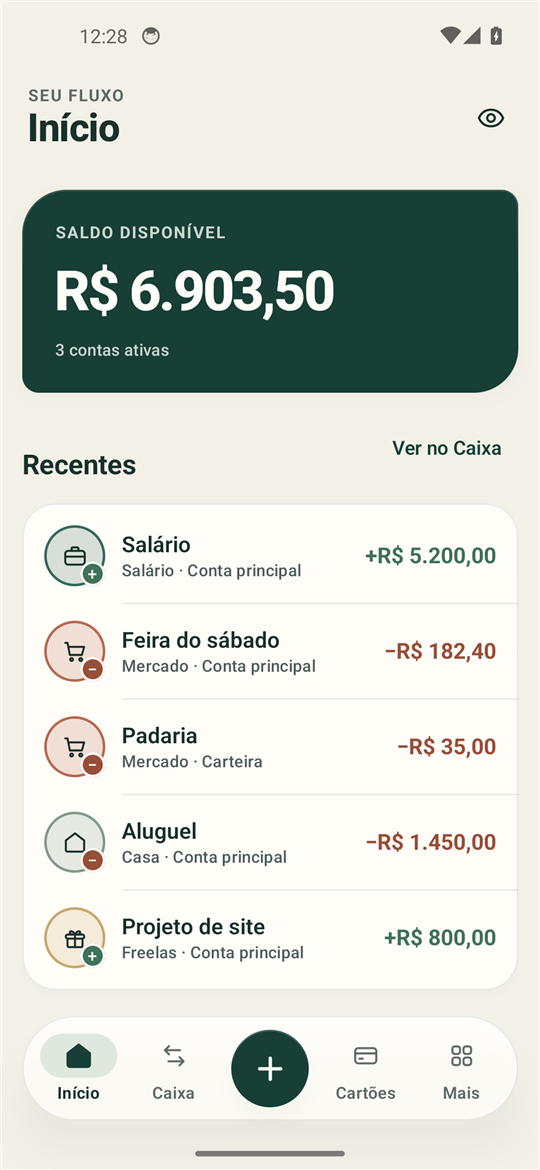 12:28
SEU FLUXO
Início
SALDO DISPONÍVEL
R$ 6.903,50
3 contas ativas
Recentes
Ver no Caixa
Salário
+R$ 5.200,00
Salário · Conta principal
Feira do sábado
−R$ 182,40
Mercado · Conta principal
Padaria
−R$ 35,00
Mercado · Carteira
Aluguel
−R$ 1.450,00
Casa · Conta principal
Projeto de site
+R$ 800,00
Freelas · Conta principal
Início
Caixa
Cartões
Mais